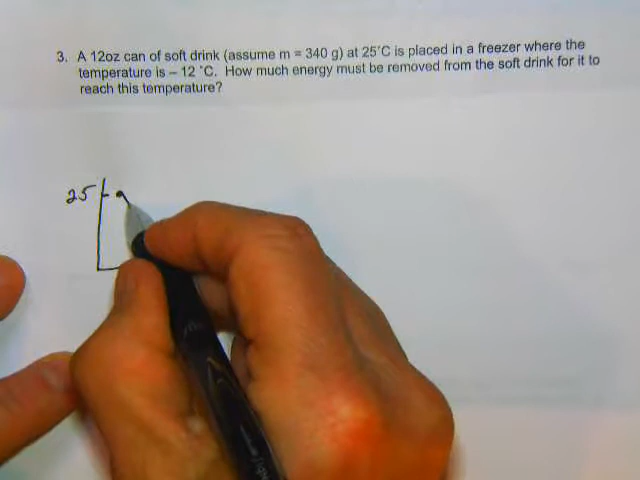 3. A 12oz can of soft drink (assume m = 340 g) at 25˚C is placed in a freezer where the
temperature is – 12 ˚C. How much energy must be removed from the soft drink for it to
reach this temperature?
25